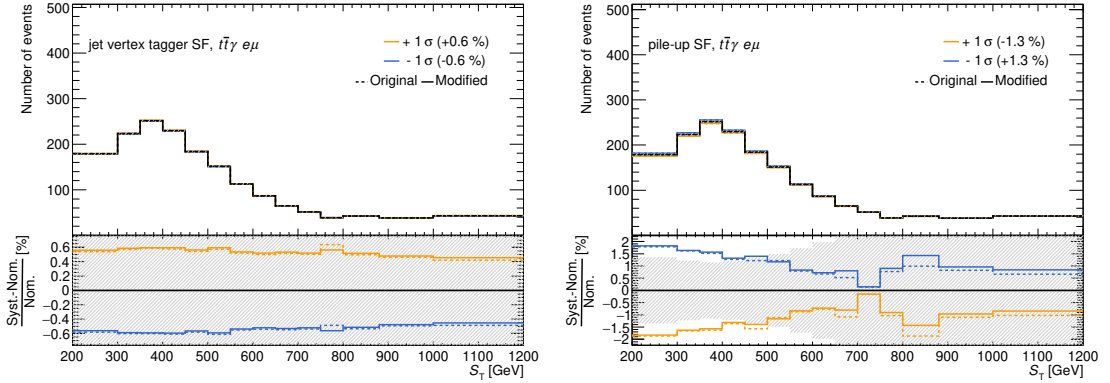 Number of events
500
400
300
200
100
jet vertex tagger SF, tt̄γ eμ
+ 1 σ (+0.6 %)
- 1 σ (-0.6 %)
Original Modified
Syst.-Nom. [%]
Nom.
0.6
0.4
0.2
0
−0.2
−0.4
−0.6
200 300 400 500 600 700 800 900 1000 1100 1200
S_T [GeV]
Number of events
500
400
300
200
100
pile-up SF, tt̄γ eμ
+ 1 σ (-1.3 %)
- 1 σ (+1.3 %)
Original Modified
Syst.-Nom. [%]
Nom.
2
1.5
1
0.5
0
−0.5
−1
−1.5
−2
200 300 400 500 600 700 800 900 1000 1100 1200
S_T [GeV]